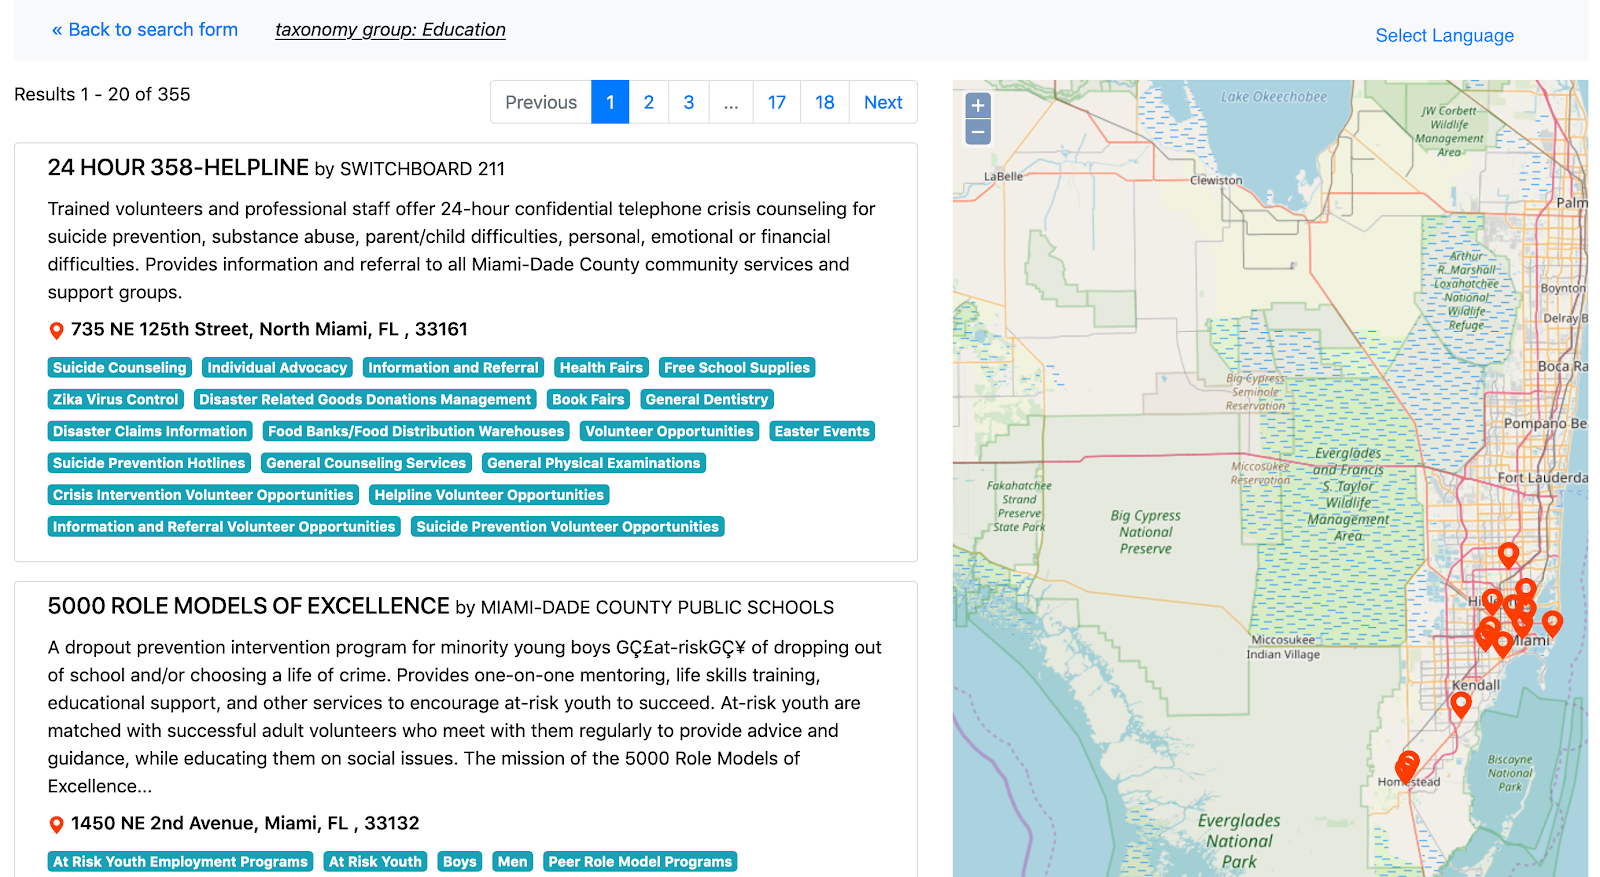 « Back to search form taxonomy group: Education
Select Language
Results 1 - 20 of 355
Previous 1 2 3 ... 17 18 Next
24 HOUR 358-HELPLINE by SWITCHBOARD 211
Trained volunteers and professional staff offer 24-hour confidential telephone crisis counseling for
suicide prevention, substance abuse, parent/child difficulties, personal, emotional or financial
difficulties. Provides information and referral to all Miami-Dade County community services and
support groups.
735 NE 125th Street, North Miami, FL , 33161
Suicide Counseling Individual Advocacy Information and Referral Health Fairs Free School Supplies
Zika Virus Control Disaster Related Goods Donations Management Book Fairs General Dentistry
Disaster Claims Information Food Banks/Food Distribution Warehouses Volunteer Opportunities Easter Events
Suicide Prevention Hotlines General Counseling Services General Physical Examinations
Crisis Intervention Volunteer Opportunities Helpline Volunteer Opportunities
Information and Referral Volunteer Opportunities Suicide Prevention Volunteer Opportunities
5000 ROLE MODELS OF EXCELLENCE by MIAMI-DADE COUNTY PUBLIC SCHOOLS
A dropout prevention intervention program for minority young boys GÇ£at-riskGÇ¥ of dropping out
of school and/or choosing a life of crime. Provides one-on-one mentoring, life skills training,
educational support, and other services to encourage at-risk youth to succeed. At-risk youth are
matched with successful adult volunteers who meet with them regularly to provide advice and
guidance, while educating them on social issues. The mission of the 5000 Role Models of
Excellence...
1450 NE 2nd Avenue, Miami, FL , 33132
At Risk Youth Employment Programs At Risk Youth Boys Men Peer Role Model Programs
+
−
Lake Okeechobee
JW Corbett
Wildlife
Management
Area
LaBelle
Clewiston
Palm
Arthur
R. Marshall
Loxahatchee
National
Wildlife
Refuge
Boynton
Delray B
Boca Ra
Big Cypress
Seminole
Reservation
Pompano Be
Everglades
and Francis
S. Taylor
Wildlife
Management
Area
Miccosukee
Reservation
Fort Lauderda
Fakahatchee
Strand
Preserve
State Park
Big Cypress
National
Preserve
Miami
Miccosukee
Indian Village
Kendall
Biscayne
National
Park
Homestead
Everglades
National
Park